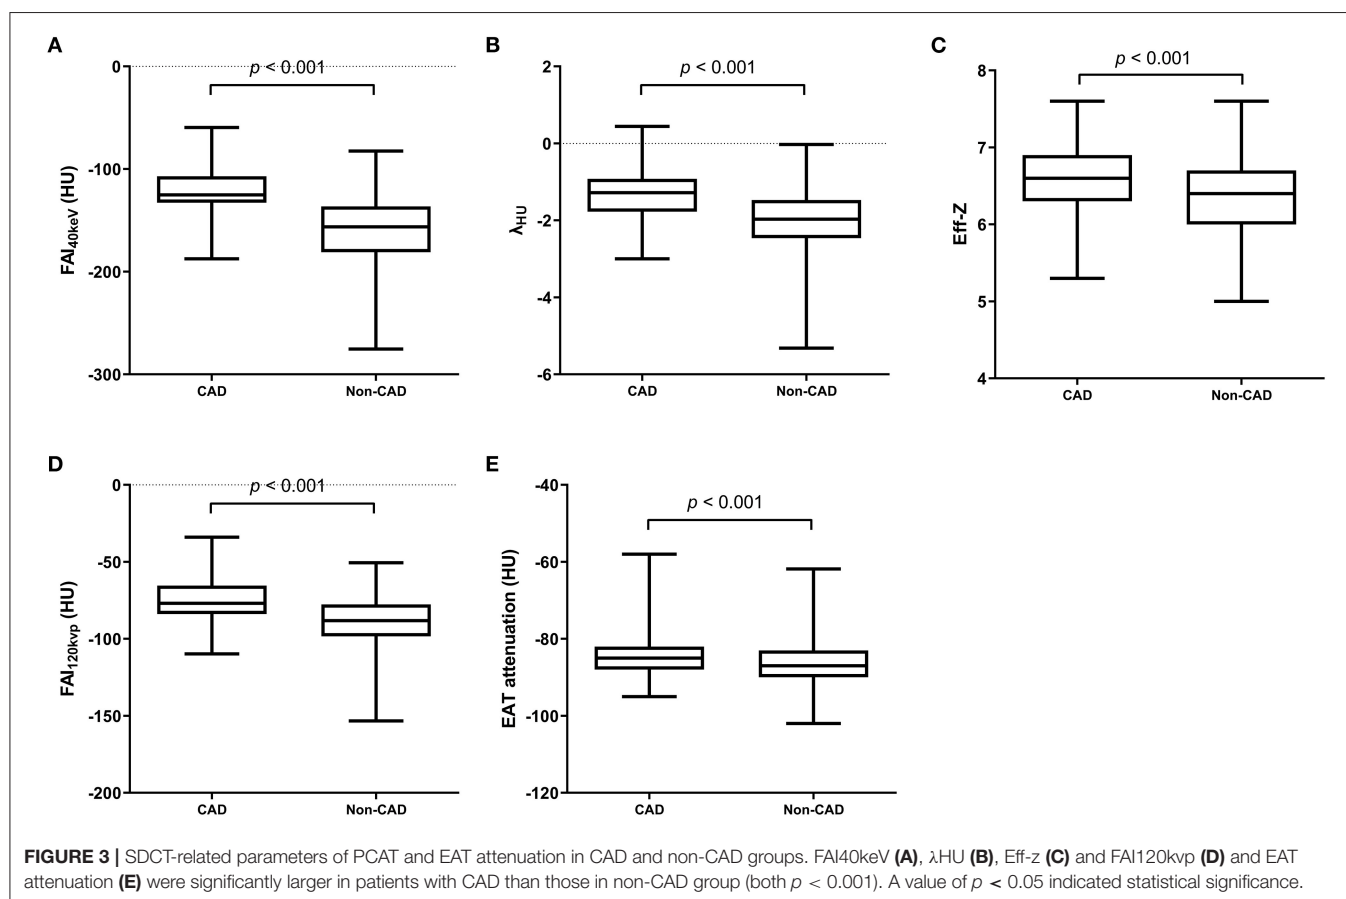 A
p < 0.001
0
-100
-200
-300
FAI40keV (HU)
CAD
Non-CAD
B
p < 0.001
2
0
-2
-4
-6
λHU
CAD
Non-CAD
C
p < 0.001
8
7
6
5
4
Eff-Z
CAD
Non-CAD
D
p < 0.001
0
-50
-100
-150
-200
FAI120kvp (HU)
CAD
Non-CAD
E
p < 0.001
-40
-60
-80
-100
-120
EAT attenuation (HU)
CAD
Non-CAD
FIGURE 3 | SDCT-related parameters of PCAT and EAT attenuation in CAD and non-CAD groups. FAI40keV (A), λHU (B), Eff-z (C) and FAI120kvp (D) and EAT
attenuation (E) were significantly larger in patients with CAD than those in non-CAD group (both p < 0.001). A value of p < 0.05 indicated statistical significance.